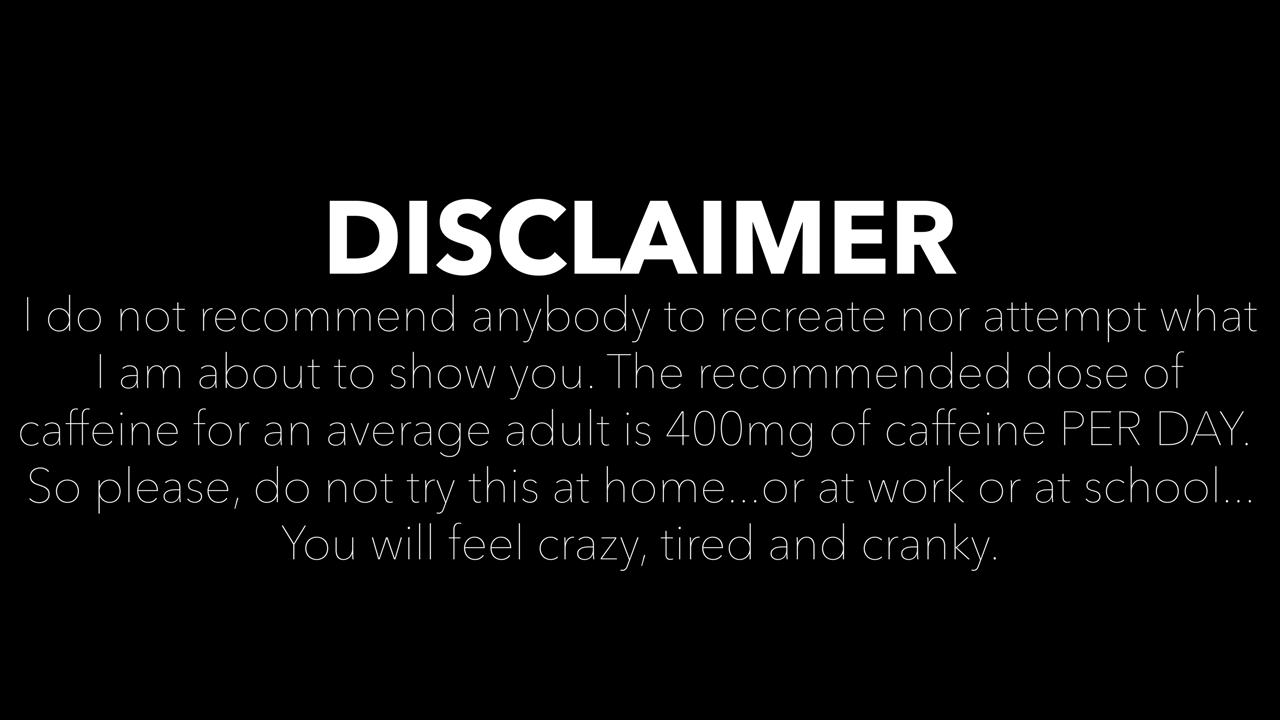 DISCLAIMER
I do not recommend anybody to recreate nor attempt what
I am about to show you. The recommended dose of
caffeine for an average adult is 400mg of caffeine PER DAY.
So please, do not try this at home...or at work or at school...
You will feel crazy, tired and cranky.